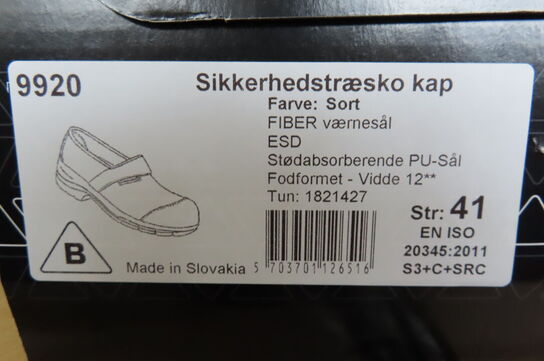 9920
Sikkerhedstræsko kap
Farve: Sort
FIBER værnesål
ESD
Stødabsorberende PU-Sål
Fodformet - Vidde 12**
Tun: 1821427
Str: 41
EN ISO
20345:2011
S3+C+SRC
B
Made in Slovakia
5 703701 126516